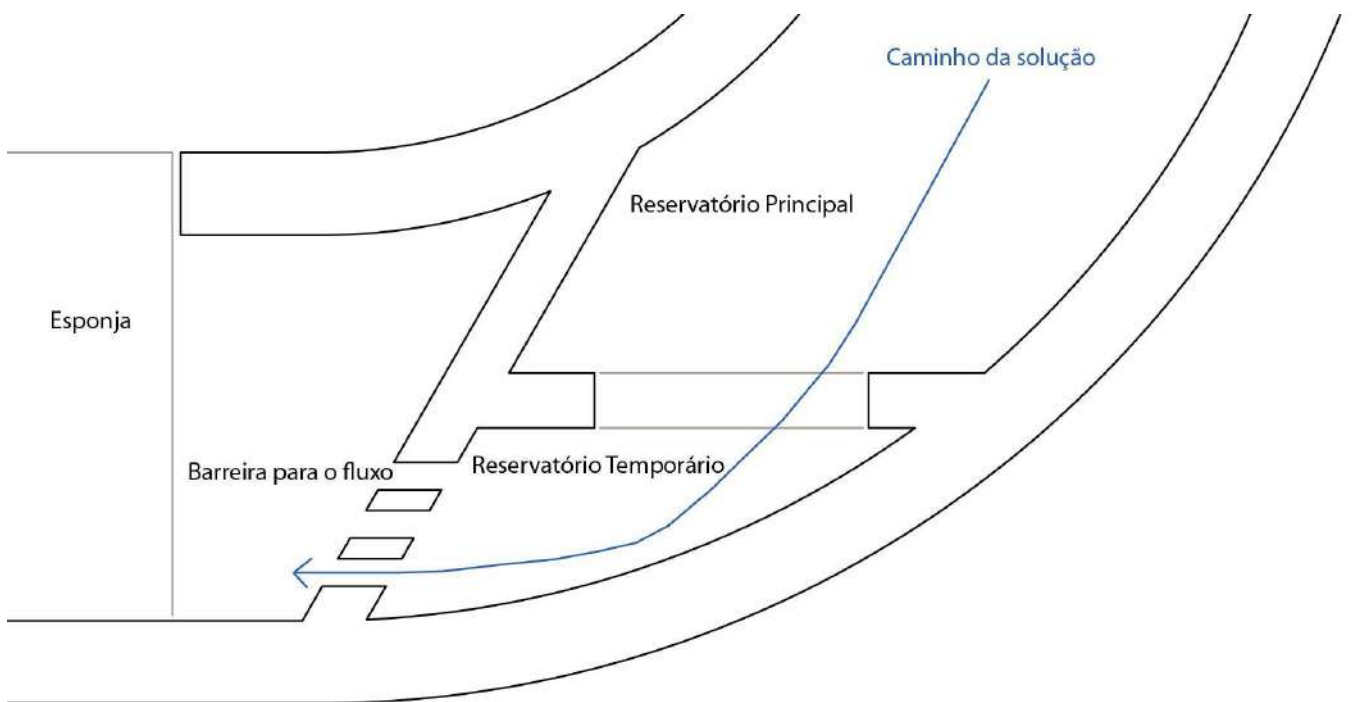 Caminho da solução
Reservatório Principal
Esponja
Barreira para o fluxo
Reservatório Temporário